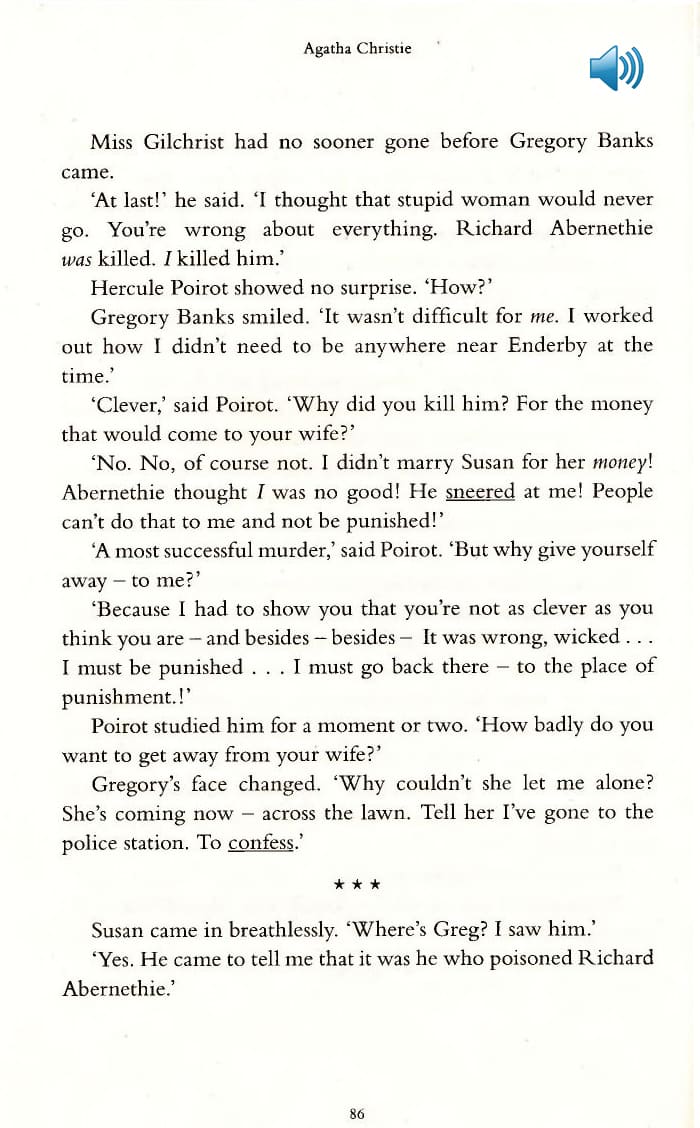 Agatha Christie
Miss Gilchrist had no sooner gone before Gregory Banks
came.
‘At last!’ he said. ‘I thought that stupid woman would never
go. You’re wrong about everything. Richard Abernethie
was killed. I killed him.’
Hercule Poirot showed no surprise. ‘How?’
Gregory Banks smiled. ‘It wasn’t difficult for me. I worked
out how I didn’t need to be anywhere near Enderby at the
time.’
‘Clever,’ said Poirot. ‘Why did you kill him? For the money
that would come to your wife?’
‘No. No, of course not. I didn’t marry Susan for her money!
Abernethie thought I was no good! He sneered at me! People
can’t do that to me and not be punished!’
‘A most successful murder,’ said Poirot. ‘But why give yourself
away – to me?’
‘Because I had to show you that you’re not as clever as you
think you are – and besides – besides – It was wrong, wicked . . .
I must be punished . . . I must go back there – to the place of
punishment.!’
Poirot studied him for a moment or two. ‘How badly do you
want to get away from your wife?’
Gregory’s face changed. ‘Why couldn’t she let me alone?
She’s coming now – across the lawn. Tell her I’ve gone to the
police station. To confess.’
★ ★ ★
Susan came in breathlessly. ‘Where’s Greg? I saw him.’
‘Yes. He came to tell me that it was he who poisoned Richard
Abernethie.’
86